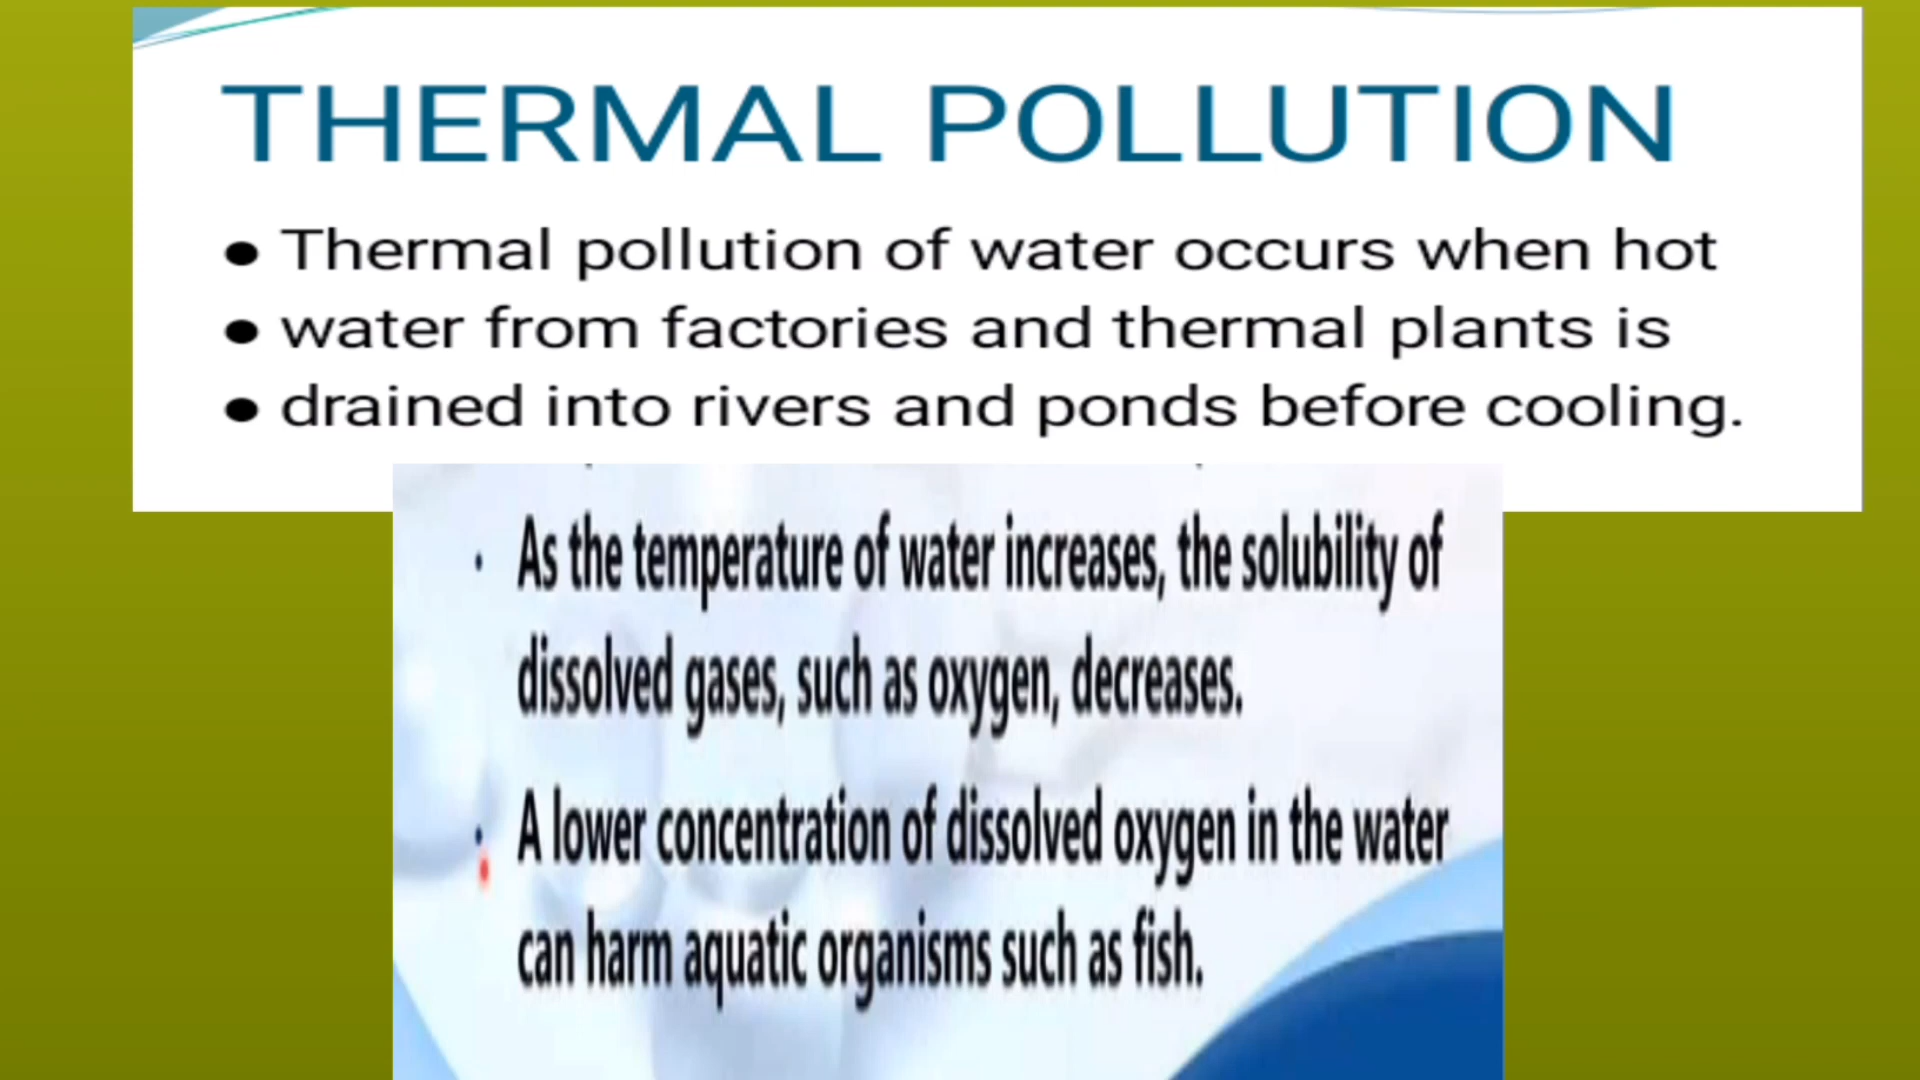 THERMAL POLLUTION
● Thermal pollution of water occurs when hot
● water from factories and thermal plants is
● drained into rivers and ponds before cooling.
· As the temperature of water increases, the solubility of
dissolved gases, such as oxygen, decreases.
· A lower concentration of dissolved oxygen in the water
can harm aquatic organisms such as fish.